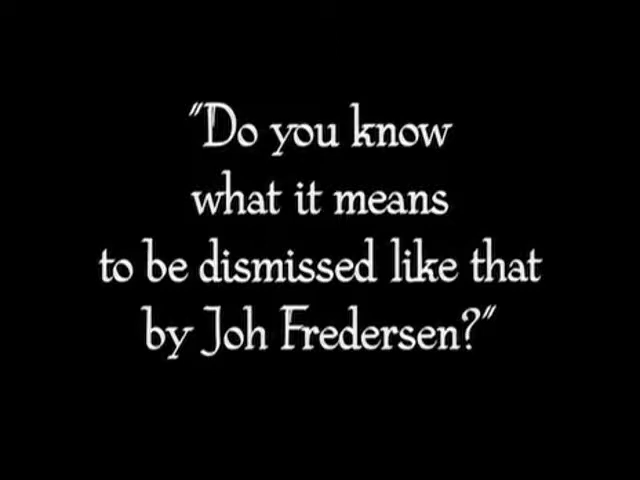 "Do you know
what it means
to be dismissed like that
by Joh Fredersen?"